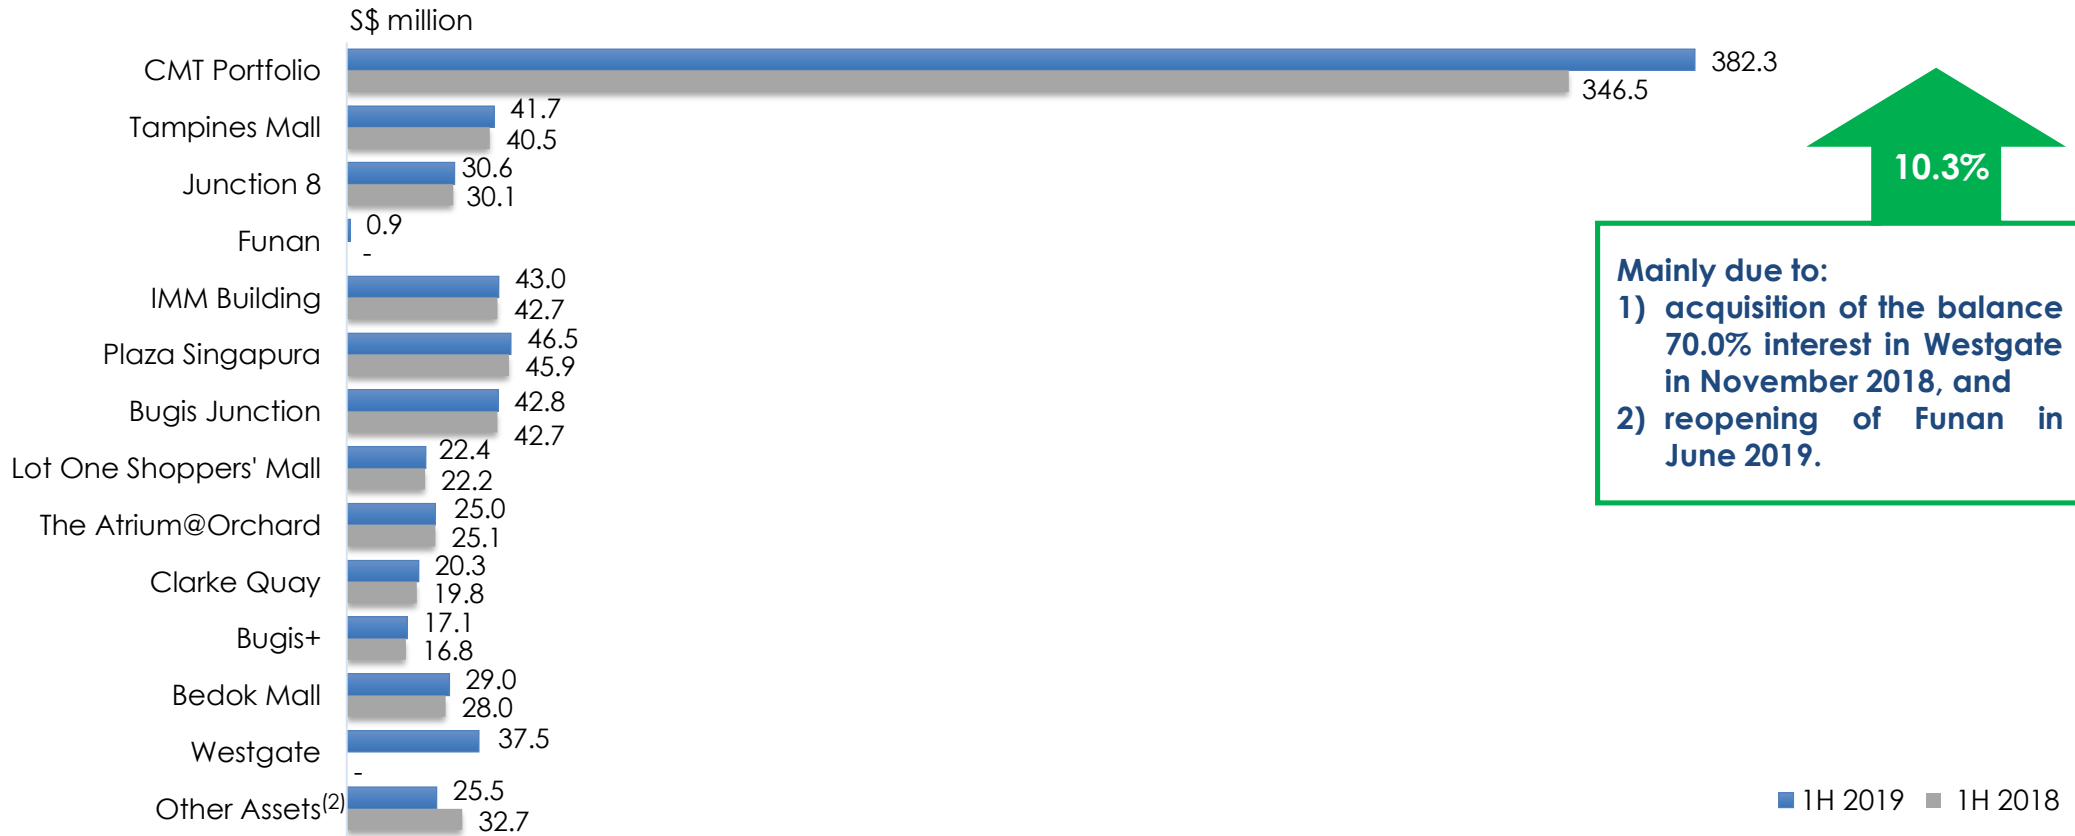 S$ million
CMT Portfolio
382.3
346.5
Tampines Mall
41.7
40.5
Junction 8
30.6
30.1
Funan
0.9
-
IMM Building
43.0
42.7
Plaza Singapura
46.5
45.9
Bugis Junction
42.8
42.7
Lot One Shoppers' Mall
22.4
22.2
The Atrium@Orchard
25.0
25.1
Clarke Quay
20.3
19.8
Bugis+
17.1
16.8
Bedok Mall
29.0
28.0
Westgate
37.5
-
Other Assets(2)
25.5
32.7
10.3%
Mainly due to:
1) acquisition of the balance
70.0% interest in Westgate
in November 2018, and
2) reopening of Funan in
June 2019.
1H 2019 1H 2018